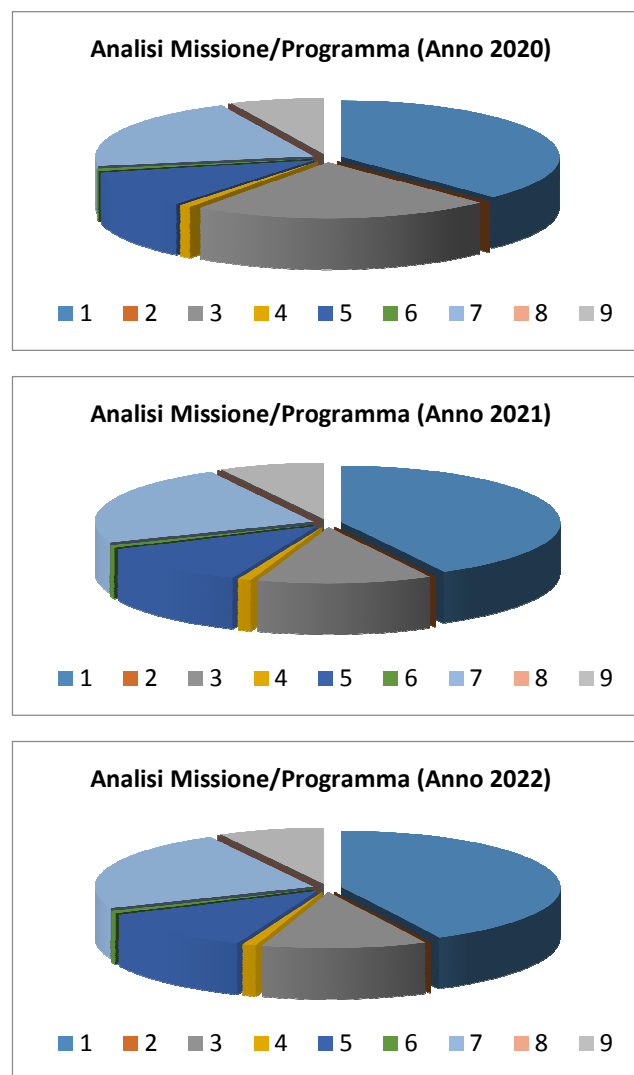 Analisi Missione/Programma (Anno 2020)
1 2 3 4 5 6 7 8 9
Analisi Missione/Programma (Anno 2021)
1 2 3 4 5 6 7 8 9
Analisi Missione/Programma (Anno 2022)
1 2 3 4 5 6 7 8 9